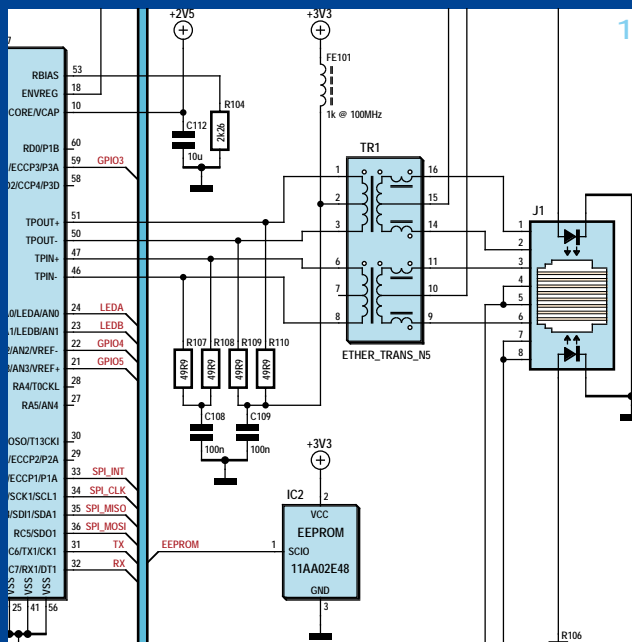 +2V5
+3V3
1
7
RBIAS
53
ENVREG
18
CORE/VCAP
10
R104
2k26
C112
10u
FE101
1k @ 100MHz
RD0/P1B
60
/ECCP3/P3A
59
GPIO3
D2/CCP4/P3D
58
TPOUT+
51
TPOUT-
50
TPIN+
47
TPIN-
46
TR1
1
2
3
6
7
8
16
15
14
11
10
9
ETHER_TRANS_N5
J1
1
2
3
4
5
6
7
8
A0/LEDA/AN0
24
LEDA
A1/LEDB/AN1
23
LEDB
2/AN2/VREF-
22
GPIO4
3/AN3/VREF+
21
GPIO5
RA4/T0CKL
28
RA5/AN4
27
R107
R108
R109
R110
49R9
49R9
49R9
49R9
C108
C109
100n
100n
OSO/T13CKI
30
/ECCP2/P2A
29
/ECCP1/P1A
33
SPI_INT
/SCK1/SCL1
34
SPI_CLK
4/SDI1/SDA1
35
SPI_MISO
RC5/SDO1
36
SPI_MOSI
C6/TX1/CK1
31
TX
C7/RX1/DT1
32
RX
VSS
VSS
VSS
25
41
56
+3V3
IC2
2
VCC
EEPROM
EEPROM
1
SCIO
11AA02E48
GND
3
R106